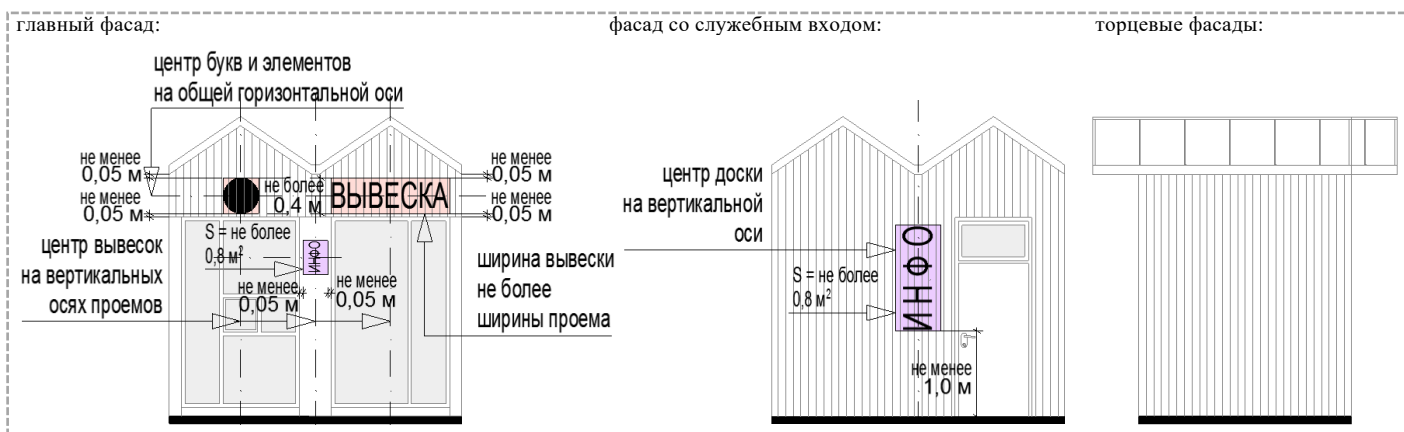 главный фасад:
фасад со служебным входом:
торцевые фасады:
центр букв и элементов
на общей горизонтальной оси
не менее
0,05 м
не менее
0,05 м
не более
0,4 м
ВЫВЕСКА
не менее
0,05 м
не менее
0,05 м
S = не более
0,8 м²
ИНФО
центр вывесок
на вертикальных
осях проемов
не менее
0,05 м
не менее
0,05 м
ширина вывески
не более
ширины проема
центр доски
на вертикальной
оси
S = не более
0,8 м²
ИНФО
не менее
1,0 м